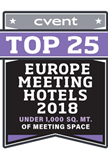 cvent
TOP 25
EUROPE
MEETING
HOTELS
2018
UNDER 1,000 SQ. MT.
OF MEETING SPACE